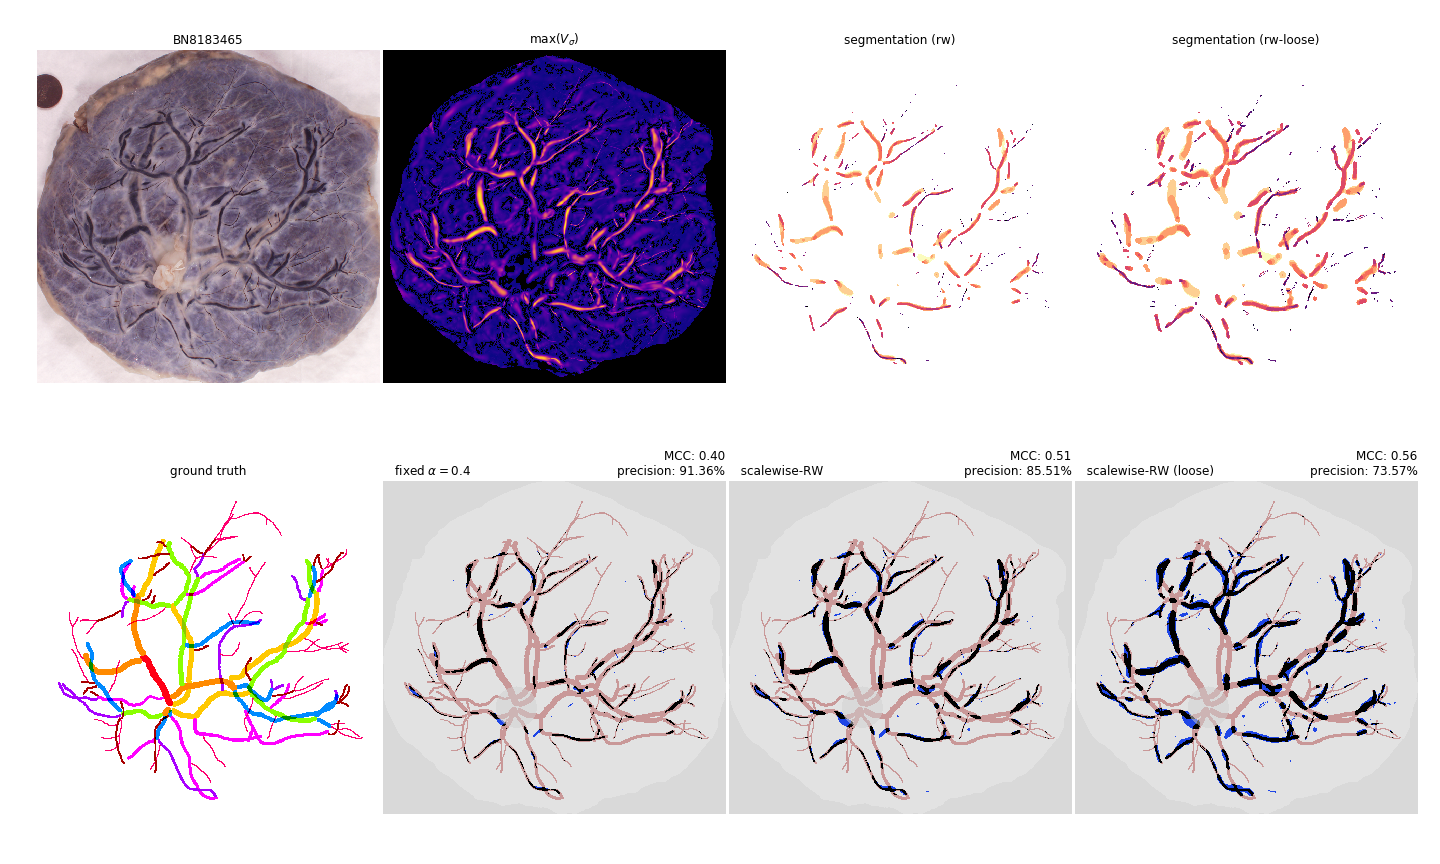 BN8183465
max(V_σ)
segmentation (rw)
segmentation (rw-loose)
ground truth
fixed α = 0.4
MCC: 0.40
precision: 91.36%
scalewise-RW
MCC: 0.51
precision: 85.51%
scalewise-RW (loose)
MCC: 0.56
precision: 73.57%